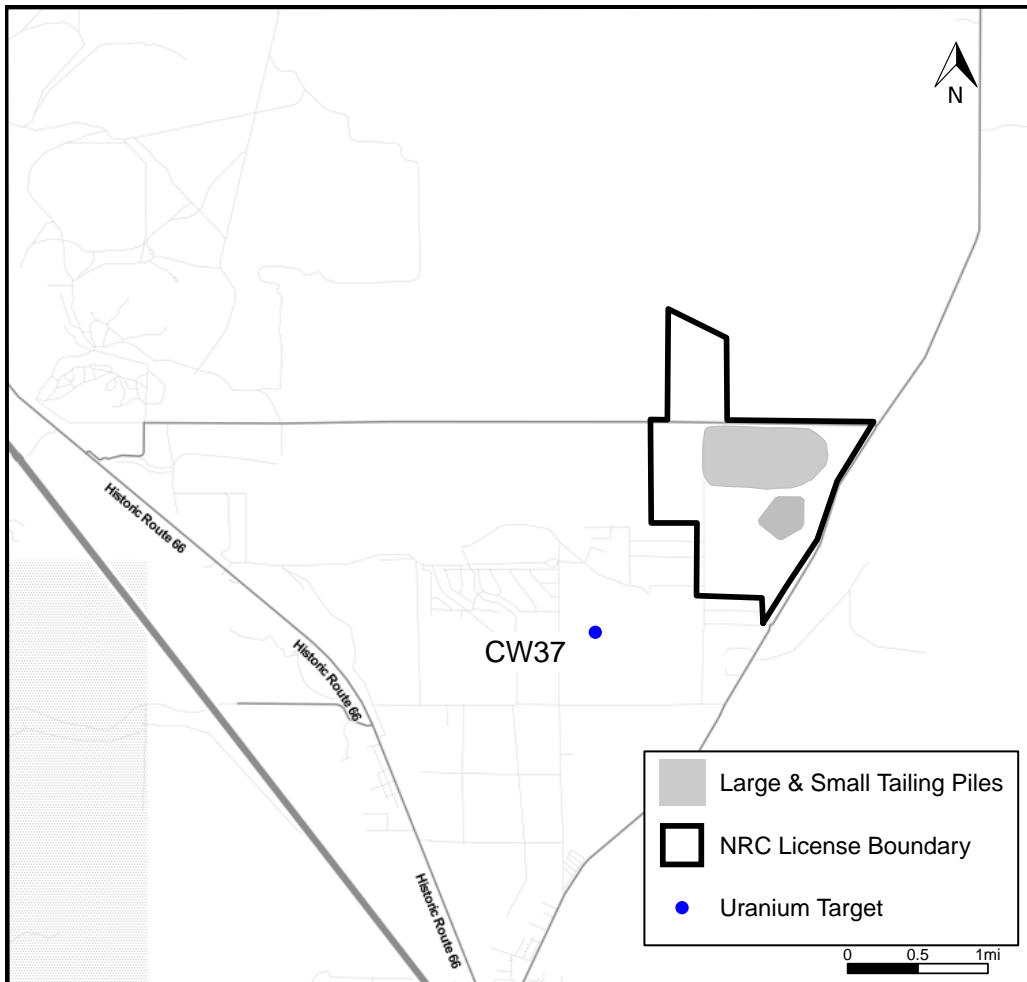 N
Historic Route 66
Historic Route 66
CW37
Historic Route 66
Large & Small Tailing Piles
NRC License Boundary
Uranium Target
0 0.5 1mi